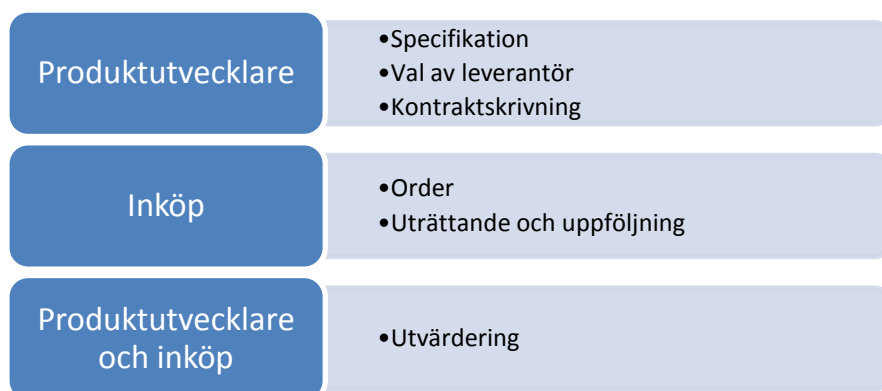 Produktutvecklare
•Specifikation
•Val av leverantör
•Kontraktskrivning
Inköp
•Order
•Uträttande och uppföljning
Produktutvecklare
och inköp
•Utvärdering